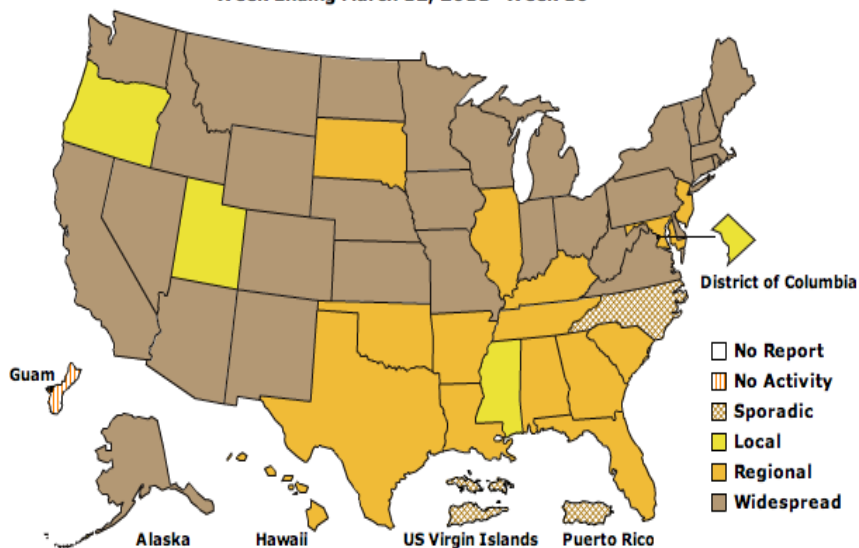 District of Columbia
No Report
Guam
No Activity
Sporadic
Local
Regional
Widespread
Alaska
Hawaii
US Virgin Islands
Puerto Rico